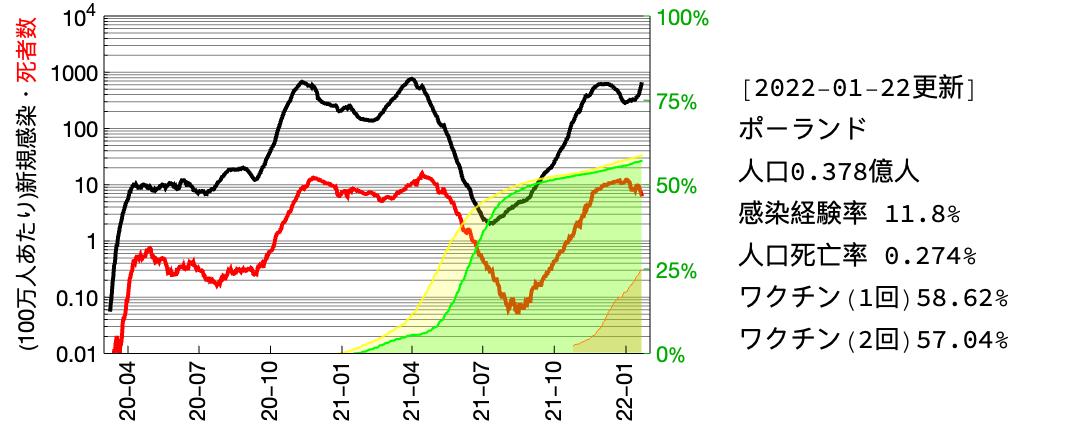 (100万人あたり)新規感染・死者数
10⁴
1000
100
10
1
0.10
0.01
100%
75%
50%
25%
0%
20-04
20-07
20-10
21-01
21-04
21-07
21-10
22-01
[2022-01-22更新]
ポーランド
人口0.378億人
感染経験率 11.8%
人口死亡率 0.274%
ワクチン(1回)58.62%
ワクチン(2回)57.04%